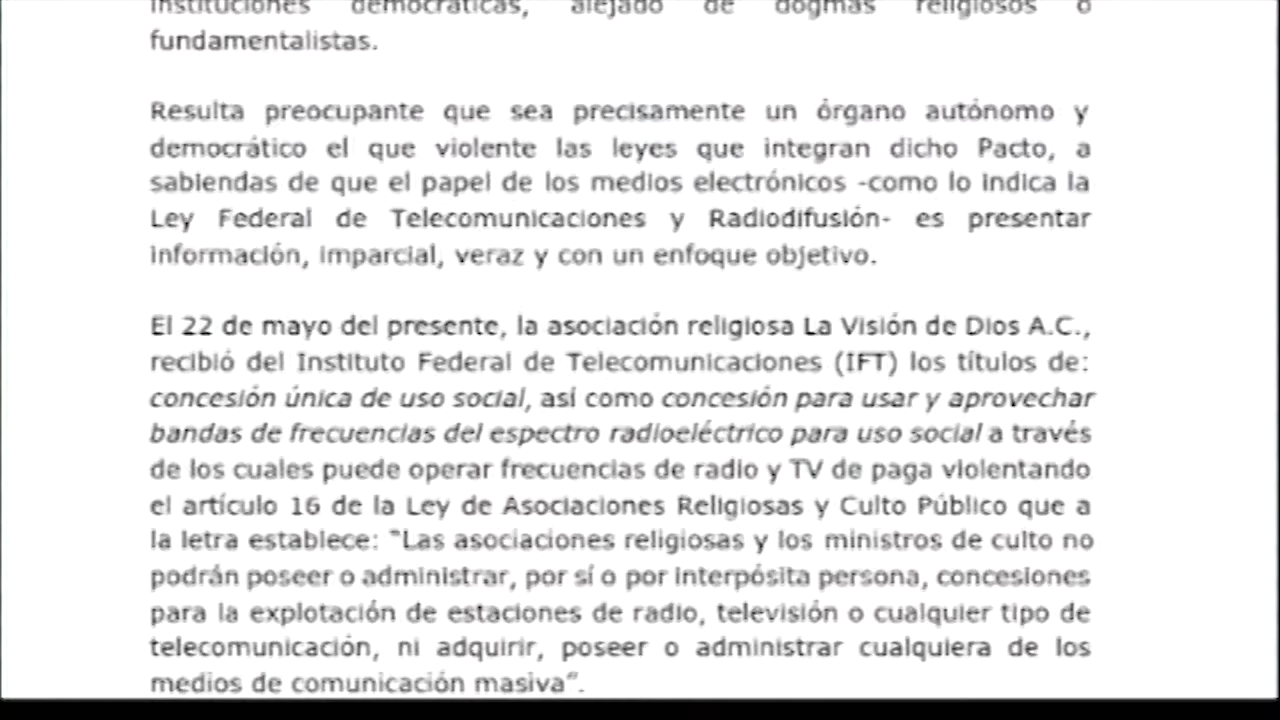 instituciones democráticas, alejado de dogmas religiosos o
fundamentalistas.
Resulta preocupante que sea precisamente un órgano autónomo y
democrático el que violente las leyes que integran dicho Pacto, a
sabiendas de que el papel de los medios electrónicos -como lo indica la
Ley Federal de Telecomunicaciones y Radiodifusión- es presentar
información, imparcial, veraz y con un enfoque objetivo.
El 22 de mayo del presente, la asociación religiosa La Visión de Dios A.C.,
recibió del Instituto Federal de Telecomunicaciones (IFT) los títulos de:
concesión única de uso social, así como concesión para usar y aprovechar
bandas de frecuencias del espectro radioeléctrico para uso social a través
de los cuales puede operar frecuencias de radio y TV de paga violentando
el artículo 16 de la Ley de Asociaciones Religiosas y Culto Público que a
la letra establece: "Las asociaciones religiosas y los ministros de culto no
podrán poseer o administrar, por sí o por interpósita persona, concesiones
para la explotación de estaciones de radio, televisión o cualquier tipo de
telecomunicación, ni adquirir, poseer o administrar cualquiera de los
medios de comunicación masiva".